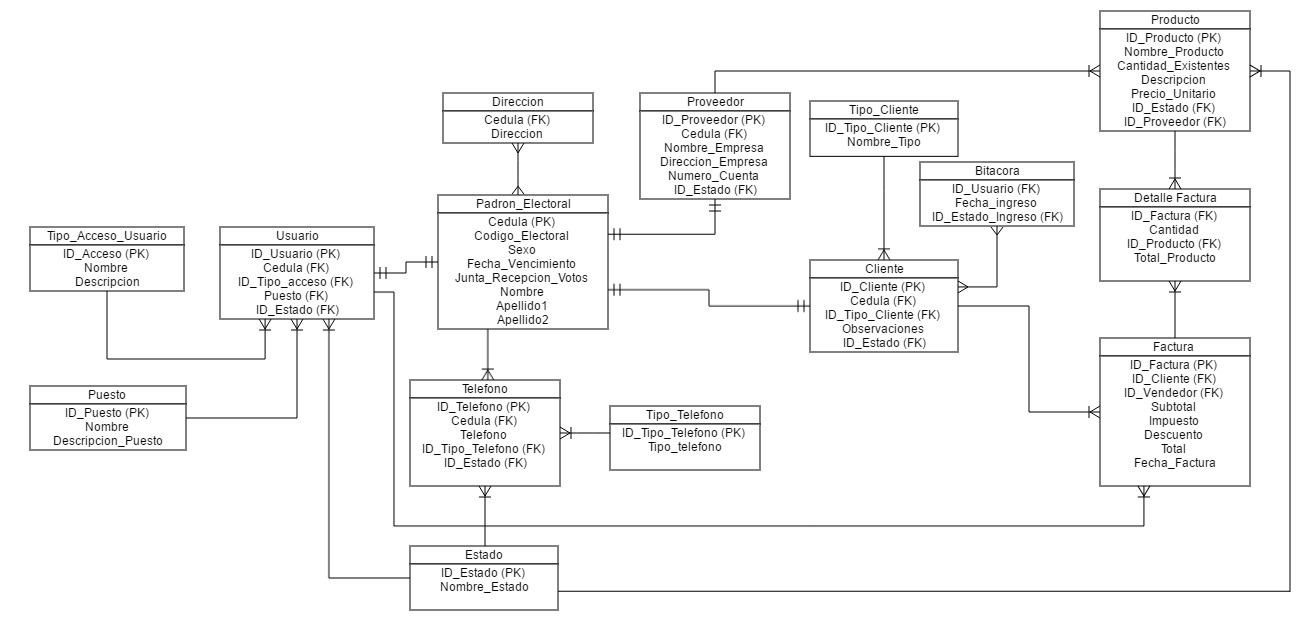 Producto
ID_Producto (PK)
Nombre_Producto
Cantidad_Existentes
Descripcion
Precio_Unitario
ID_Estado (FK)
ID_Proveedor (FK)
Direccion
Cedula (FK)
Direccion
Proveedor
ID_Proveedor (PK)
Cedula (FK)
Nombre_Empresa
Direccion_Empresa
Numero_Cuenta
ID_Estado (FK)
Tipo_Cliente
ID_Tipo_Cliente (PK)
Nombre_Tipo
Bitacora
ID_Usuario (FK)
Fecha_ingreso
ID_Estado_Ingreso (FK)
Detalle Factura
ID_Factura (FK)
Cantidad
ID_Producto (FK)
Total_Producto
Padron_Electoral
Cedula (PK)
Codigo_Electoral
Sexo
Fecha_Vencimiento
Junta_Recepcion_Votos
Nombre
Apellido1
Apellido2
Tipo_Acceso_Usuario
ID_Acceso (PK)
Nombre
Descripcion
Usuario
ID_Usuario (PK)
Cedula (FK)
ID_Tipo_acceso (FK)
Puesto (FK)
ID_Estado (FK)
Cliente
ID_Cliente (PK)
Cedula (FK)
ID_Tipo_Cliente (FK)
Observaciones
ID_Estado (FK)
Factura
ID_Factura (PK)
ID_Cliente (FK)
ID_Vendedor (FK)
Subtotal
Impuesto
Descuento
Total
Fecha_Factura
Puesto
ID_Puesto (PK)
Nombre
Descripcion_Puesto
Telefono
ID_Telefono (PK)
Cedula (FK)
Telefono
ID_Tipo_Telefono (FK)
ID_Estado (FK)
Tipo_Telefono
ID_Tipo_Telefono (PK)
Tipo_telefono
Estado
ID_Estado (PK)
Nombre_Estado